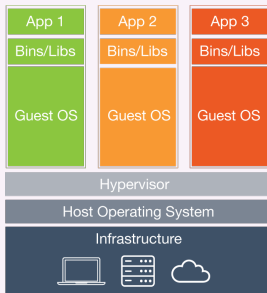 App 1
App 2
App 3
Bins/Libs
Bins/Libs
Bins/Libs
Guest OS
Guest OS
Guest OS
Hypervisor
Host Operating System
Infrastructure